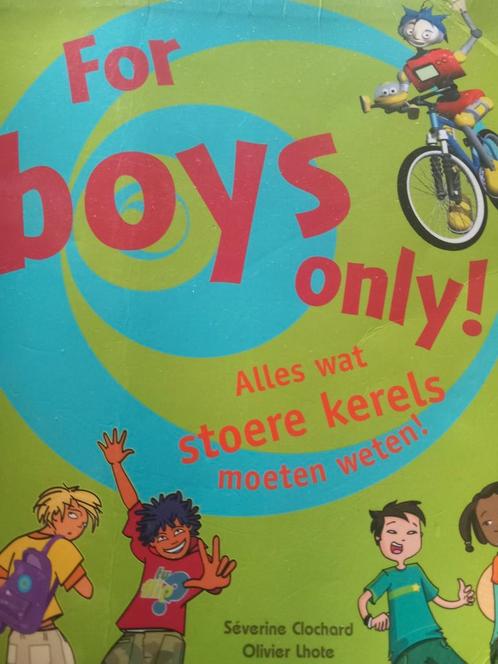 For
boys
only!
Alles wat
stoere kerels
moeten weten!
Séverine Clochard
Olivier Lhote